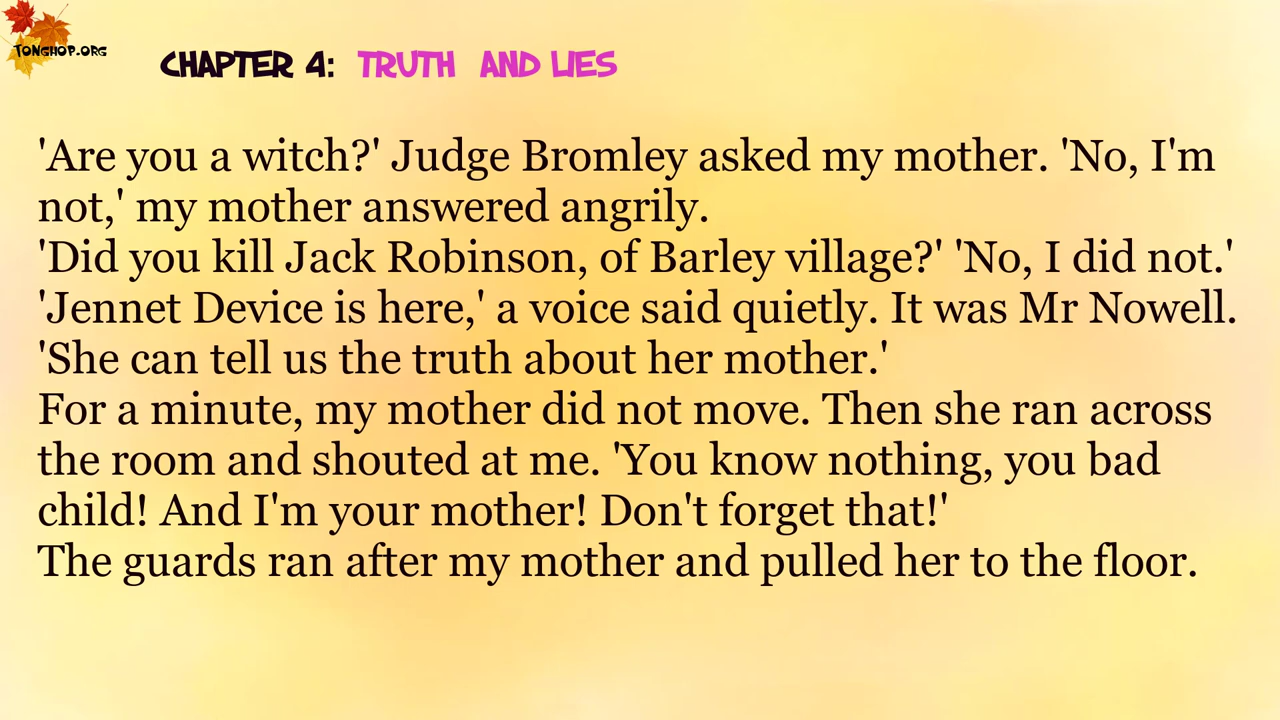 TONGHOP.ORG
CHAPTER 4: TRUTH AND LIES
'Are you a witch?' Judge Bromley asked my mother. 'No, I'm
not,' my mother answered angrily.
'Did you kill Jack Robinson, of Barley village?' 'No, I did not.'
'Jennet Device is here,' a voice said quietly. It was Mr Nowell.
'She can tell us the truth about her mother.'
For a minute, my mother did not move. Then she ran across
the room and shouted at me. 'You know nothing, you bad
child! And I'm your mother! Don't forget that!'
The guards ran after my mother and pulled her to the floor.